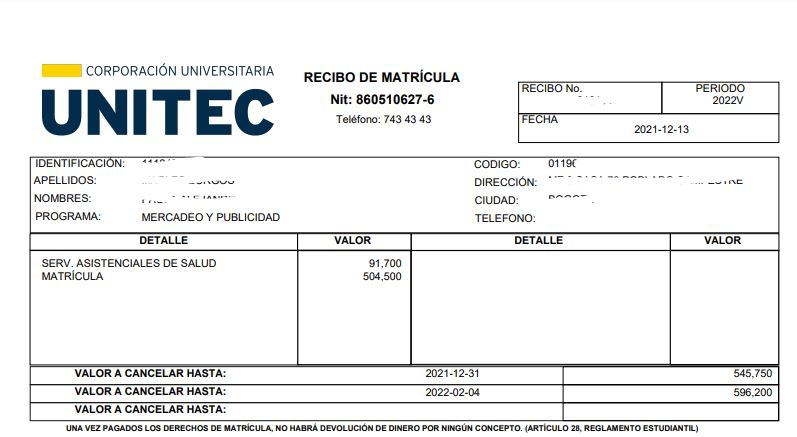 CORPORACIÓN UNIVERSITARIA
UNITEC
RECIBO DE MATRÍCULA
Nit: 860510627-6
Teléfono: 743 43 43
RECIBO No.
PERIODO
2022V
FECHA
2021-12-13
IDENTIFICACIÓN:
APELLIDOS:
NOMBRES:
PROGRAMA: MERCADEO Y PUBLICIDAD
CODIGO:
DIRECCIÓN:
CIUDAD:
TELEFONO:
DETALLE VALOR DETALLE VALOR
SERV. ASISTENCIALES DE SALUD 91,700
MATRÍCULA 504,500
VALOR A CANCELAR HASTA: 2021-12-31 545,750
VALOR A CANCELAR HASTA: 2022-02-04 596,200
VALOR A CANCELAR HASTA:
UNA VEZ PAGADOS LOS DERECHOS DE MATRÍCULA, NO HABRÁ DEVOLUCIÓN DE DINERO POR NINGÚN CONCEPTO. (ARTÍCULO 28, REGLAMENTO ESTUDIANTIL)